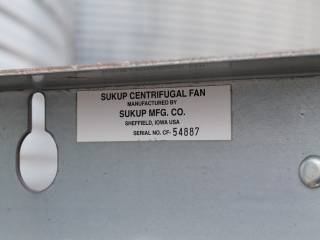 SUKUP CENTRIFUGAL FAN
MANUFACTURED BY
SUKUP MFG. CO.
SHEFFIELD, IOWA USA
SERIAL NO. CF- 54887